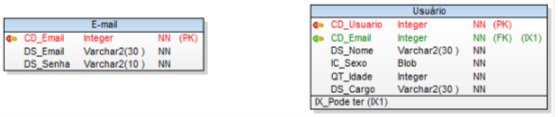 E-mail
CD_Email Integer NN (PK)
DS_Email Varchar2(30 ) NN
DS_Senha Varchar2(10 ) NN
Usuário
CD_Usuario Integer NN (PK)
CD_Email Integer NN (FK) (IX1)
DS_Nome Varchar2(30 ) NN
IC_Sexo Blob NN
QT_Idade Integer NN
DS_Cargo Varchar2(30 ) NN
IX_Pode ter (IX1)